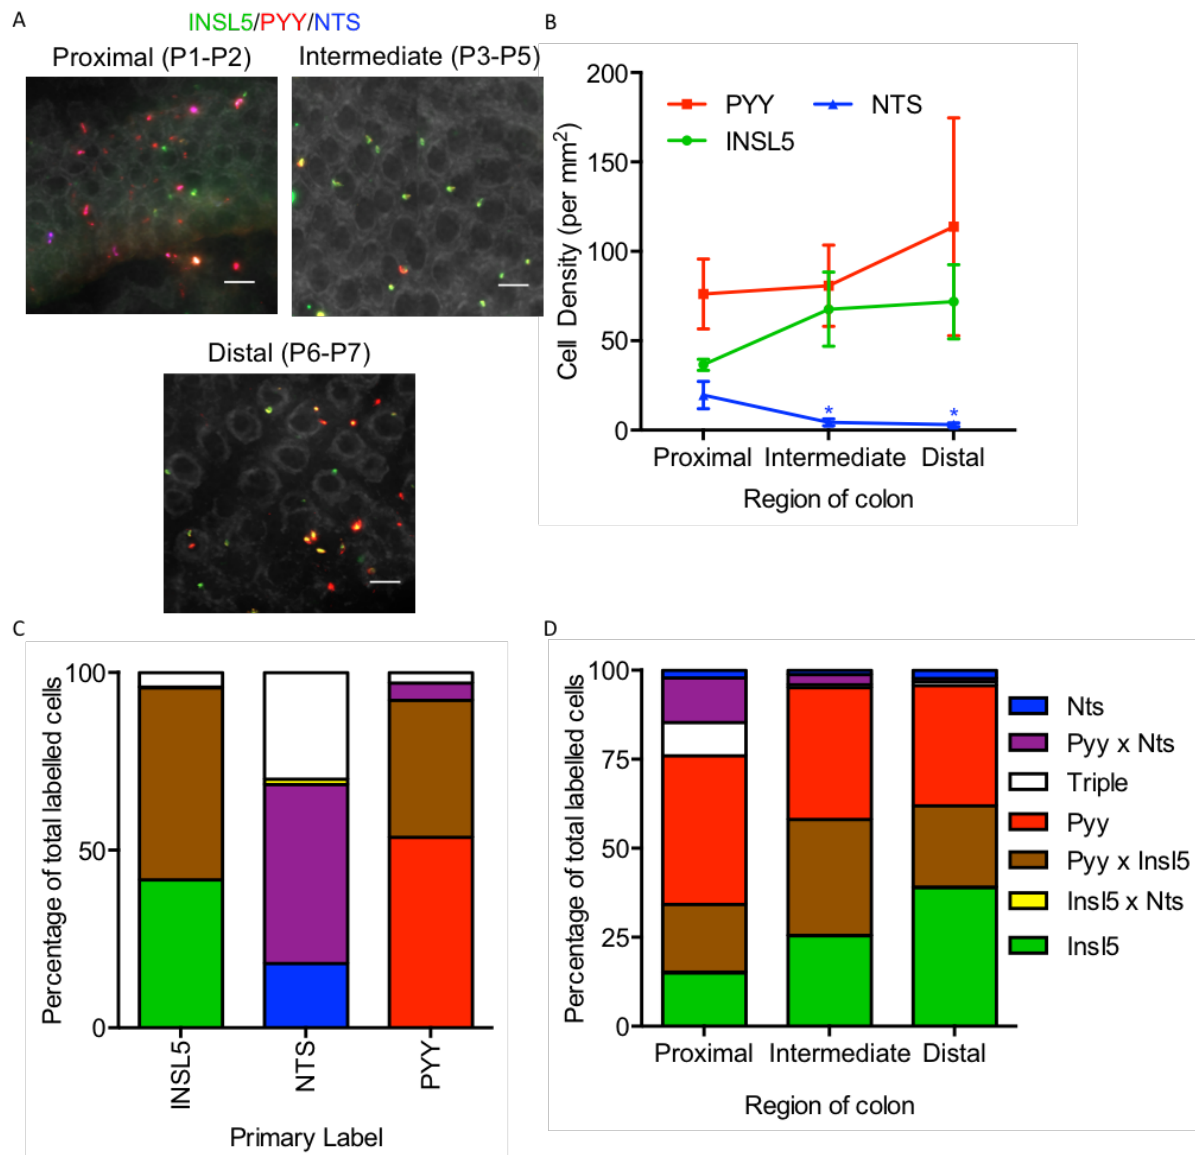 A
INSL5/PYY/NTS
Proximal (P1-P2)
Intermediate (P3-P5)
Distal (P6-P7)
B
200
150
100
50
0
Cell Density (per mm2)
PYY
NTS
INSL5
*
*
Proximal
Intermediate
Distal
Region of colon
C
100
50
0
Percentage of total labelled cells
INSL5
NTS
PYY
Primary Label
D
100
75
50
25
0
Percentage of total labelled cells
Proximal
Intermediate
Distal
Region of colon
Nts
Pyy x Nts
Triple
Pyy
Pyy x Insl5
Insl5 x Nts
Insl5